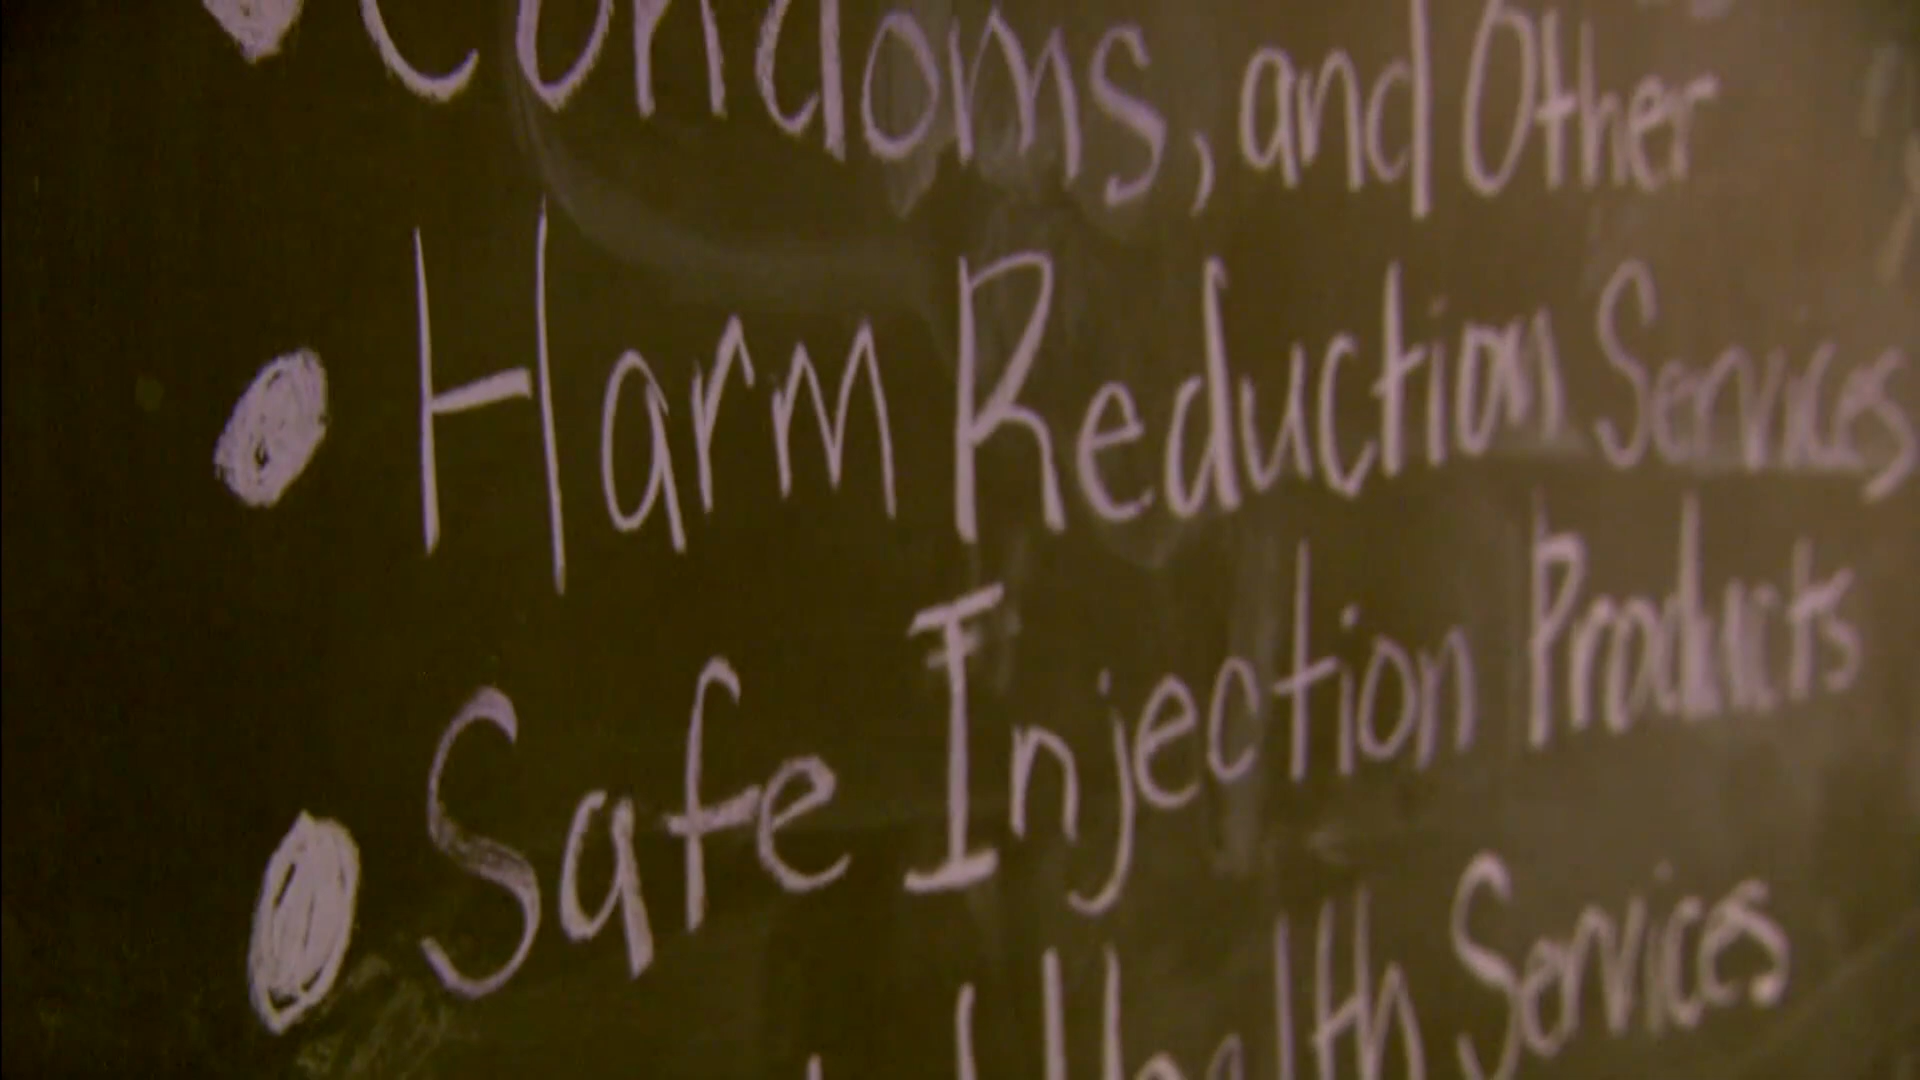 Condoms, and Other
Harm Reduction Services
Safe Injection Products
Health Services